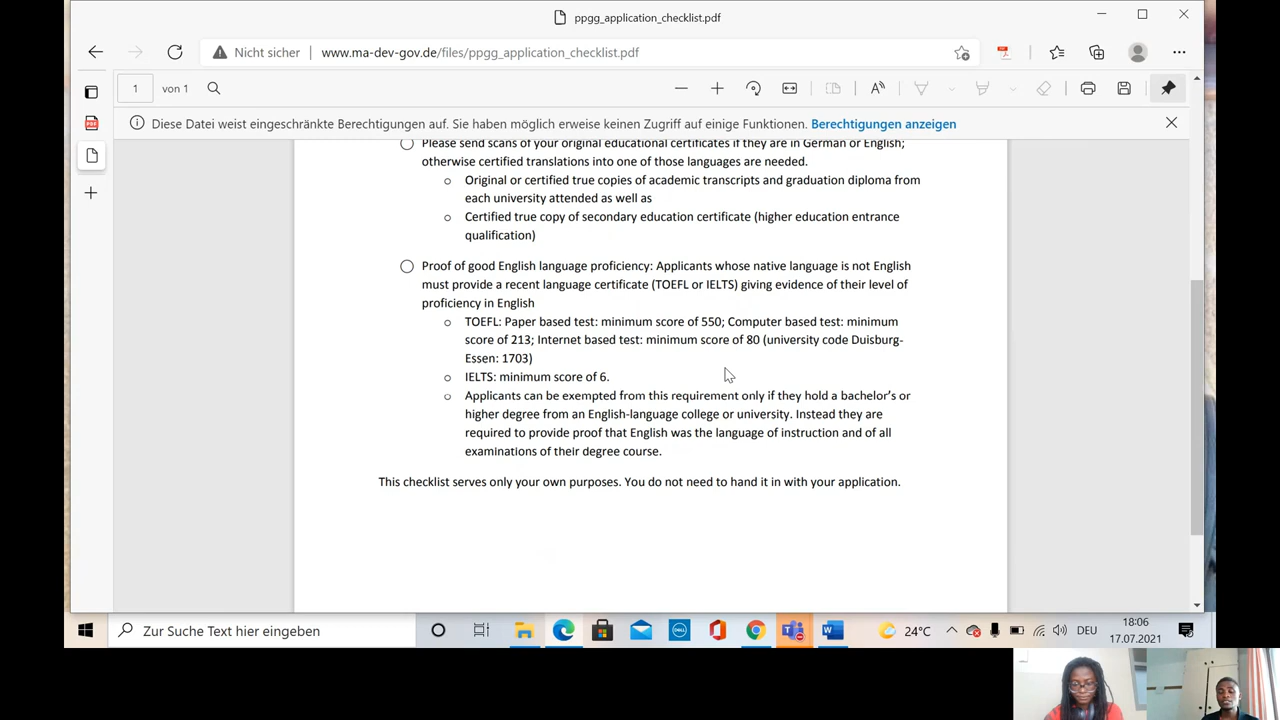 ppgg_application_checklist.pdf
Nicht sicher
www.ma-dev-gov.de/files/ppgg_application_checklist.pdf
1
von 1
Diese Datei weist eingeschränkte Berechtigungen auf. Sie haben möglich erweise keinen Zugriff auf einige Funktionen. Berechtigungen anzeigen
Please send scans of your original educational certificates if they are in German or English;
otherwise certified translations into one of those languages are needed.
Original or certified true copies of academic transcripts and graduation diploma from
each university attended as well as
Certified true copy of secondary education certificate (higher education entrance
qualification)
Proof of good English language proficiency: Applicants whose native language is not English
must provide a recent language certificate (TOEFL or IELTS) giving evidence of their level of
proficiency in English
TOEFL: Paper based test: minimum score of 550; Computer based test: minimum
score of 213; Internet based test: minimum score of 80 (university code Duisburg-
Essen: 1703)
IELTS: minimum score of 6.
Applicants can be exempted from this requirement only if they hold a bachelor's or
higher degree from an English-language college or university. Instead they are
required to provide proof that English was the language of instruction and of all
examinations of their degree course.
This checklist serves only your own purposes. You do not need to hand it in with your application.
Zur Suche Text hier eingeben
24°C
DEU
18:06
17.07.2021